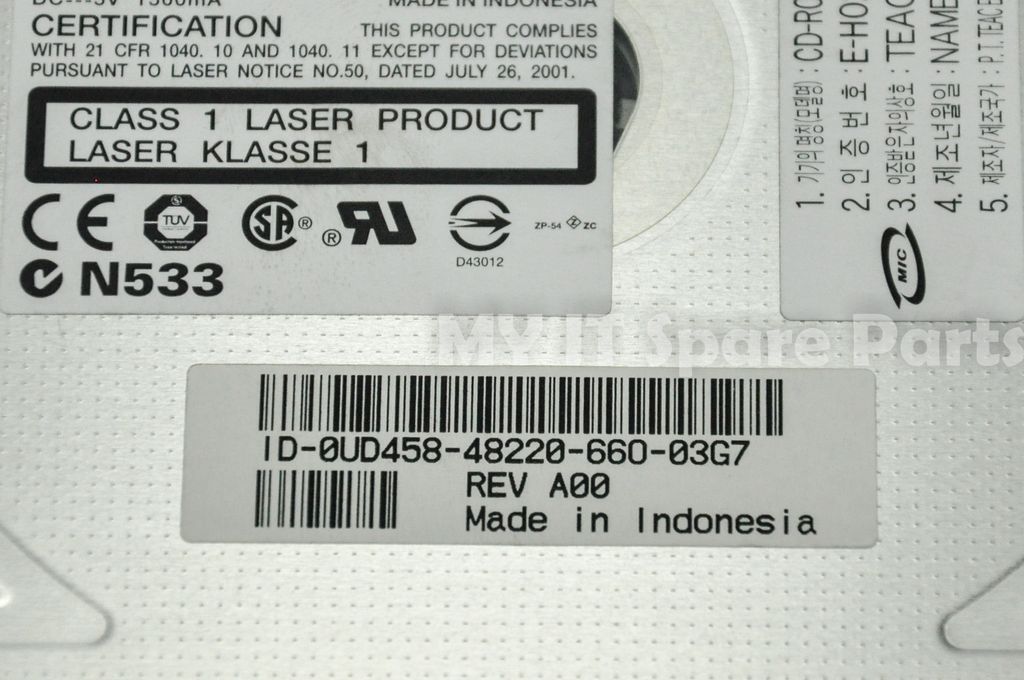 DC 5V 1500mA MADE IN INDONESIA
CERTIFICATION THIS PRODUCT COMPLIES
WITH 21 CFR 1040. 10 AND 1040. 11 EXCEPT FOR DEVIATIONS
PURSUANT TO LASER NOTICE NO.50, DATED JULY 26, 2001.
CLASS 1 LASER PRODUCT
LASER KLASSE 1
CE TUV SA ® ® D43012 ZP-54 Z ZC
N533
1. 기기의 명칭(모델명) : CD-RO
2. 인 증 번 호 : E-HO
3. 인증받은자의상호 : TEAC
4. 제조년월일 : NAME
5. 제조자/제조국가 : P.T.TEAC E
MIC
MY IT Spare Parts
ID-0UD458-48220-660-03G7
REV A00
Made in Indonesia